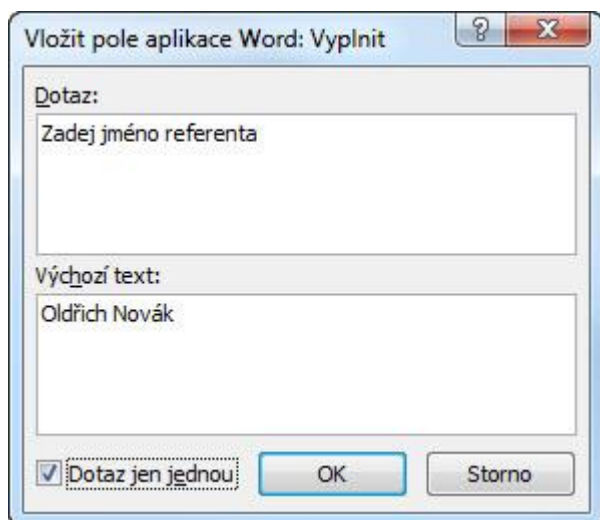 Vložit pole aplikace Word: Vyplnit
Dotaz:
Zadej jméno referenta
Výchozí text:
Oldřich Novák
Dotaz jen jednou
OK
Storno